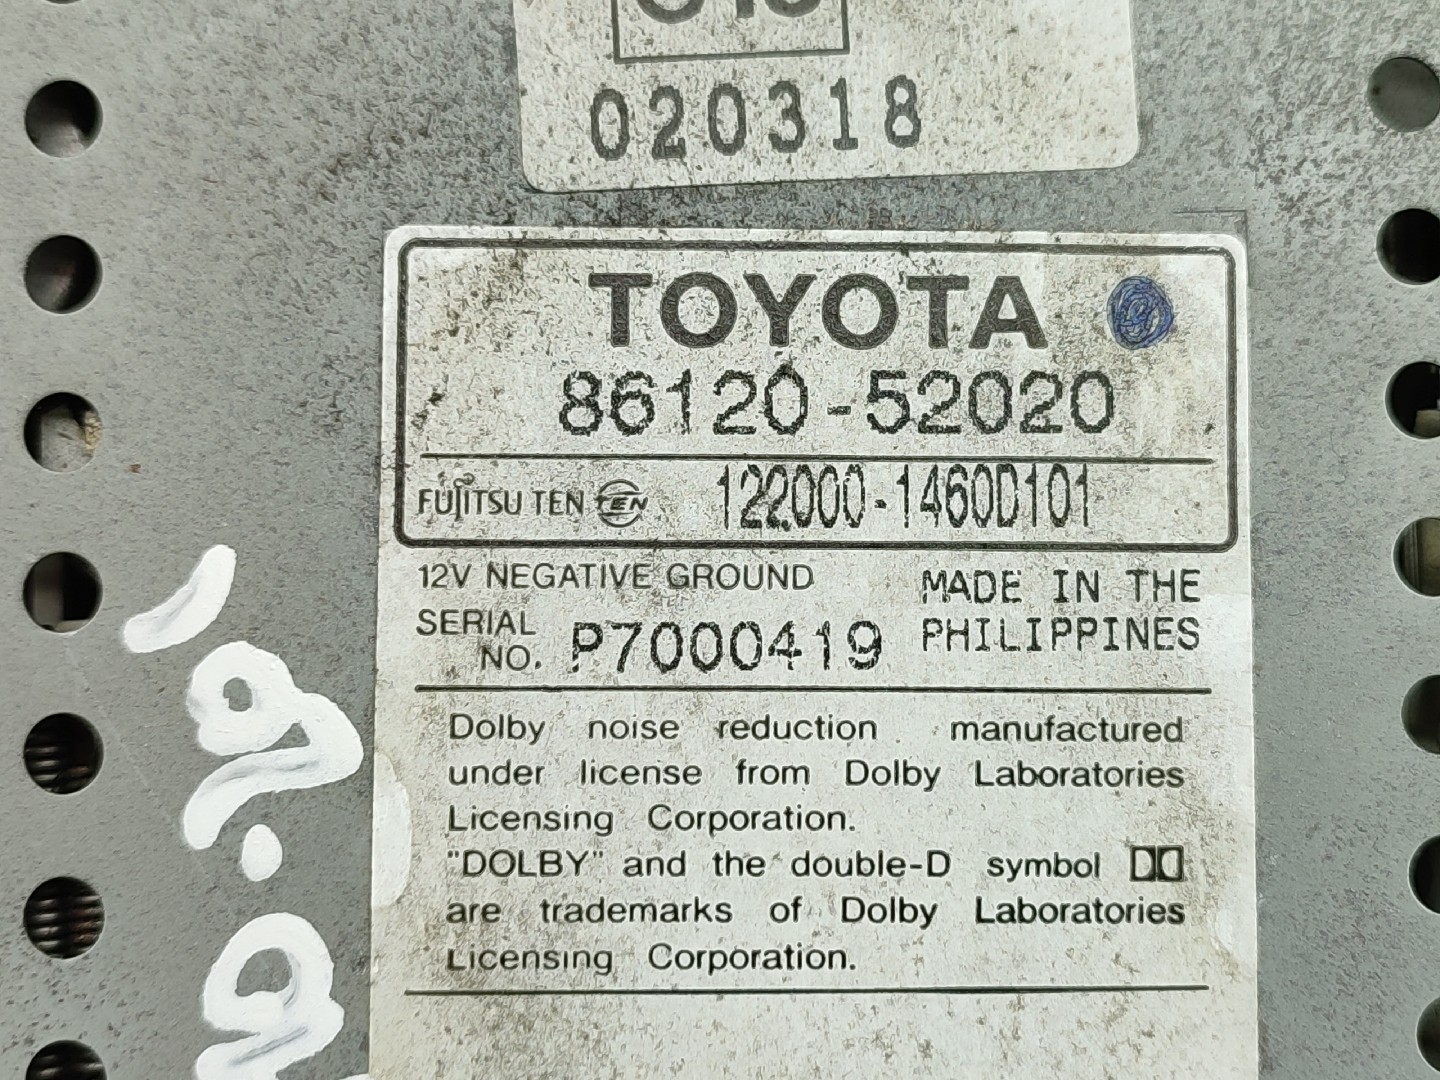 020318
TOYOTA
86120-52020
FUJITSU TEN TEN 122000-1460D101
12V NEGATIVE GROUND
SERIAL NO. P7000419
MADE IN THE
PHILIPPINES
Dolby noise reduction manufactured
under license from Dolby Laboratories
Licensing Corporation.
"DOLBY" and the double-D symbol
are trademarks of Dolby Laboratories
Licensing Corporation.